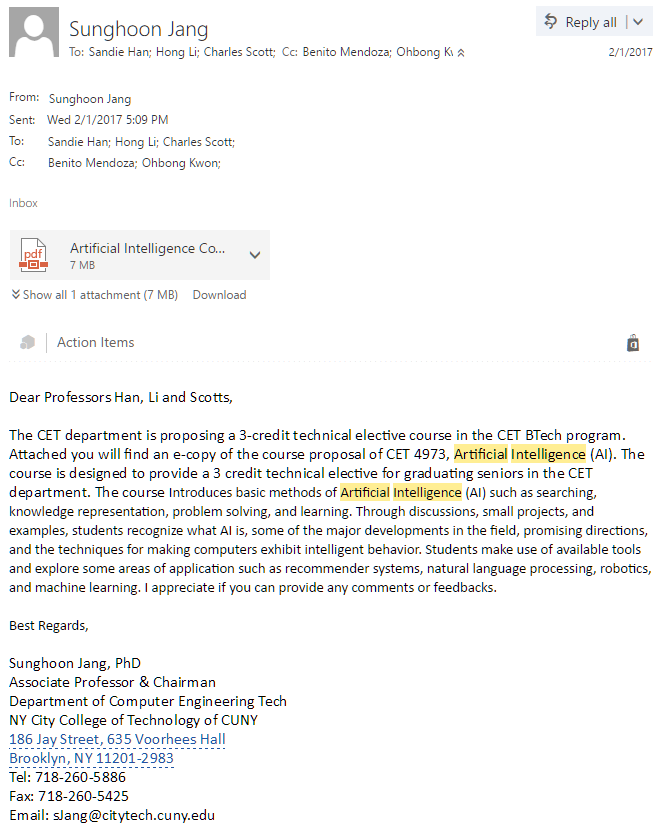 Sunghoon Jang
Reply all
To: Sandie Han; Hong Li; Charles Scott; Cc: Benito Mendoza; Ohbong
2/1/2017
From: Sunghoon Jang
Sent: Wed 2/1/2017 5:09 PM
To: Sandie Han; Hong Li; Charles Scott;
Cc: Benito Mendoza; Ohbong Kwon;
Inbox
pdf
Artificial Intelligence Co...
7 MB
Show all 1 attachment (7 MB) Download
Action Items
Dear Professors Han, Li and Scotts,
The CET department is proposing a 3-credit technical elective course in the CET BTech program.
Attached you will find an e-copy of the course proposal of CET 4973, Artificial Intelligence (AI). The
course is designed to provide a 3 credit technical elective for graduating seniors in the CET
department. The course Introduces basic methods of Artificial Intelligence (AI) such as searching,
knowledge representation, problem solving, and learning. Through discussions, small projects, and
examples, students recognize what AI is, some of the major developments in the field, promising directions,
and the techniques for making computers exhibit intelligent behavior. Students make use of available tools
and explore some areas of application such as recommender systems, natural language processing, robotics,
and machine learning. I appreciate if you can provide any comments or feedbacks.
Best Regards,
Sunghoon Jang, PhD
Associate Professor & Chairman
Department of Computer Engineering Tech
NY City College of Technology of CUNY
186 Jay Street, 635 Voorhees Hall
Brooklyn, NY 11201-2983
Tel: 718-260-5886
Fax: 718-260-5425
Email: sJang@citytech.cuny.edu